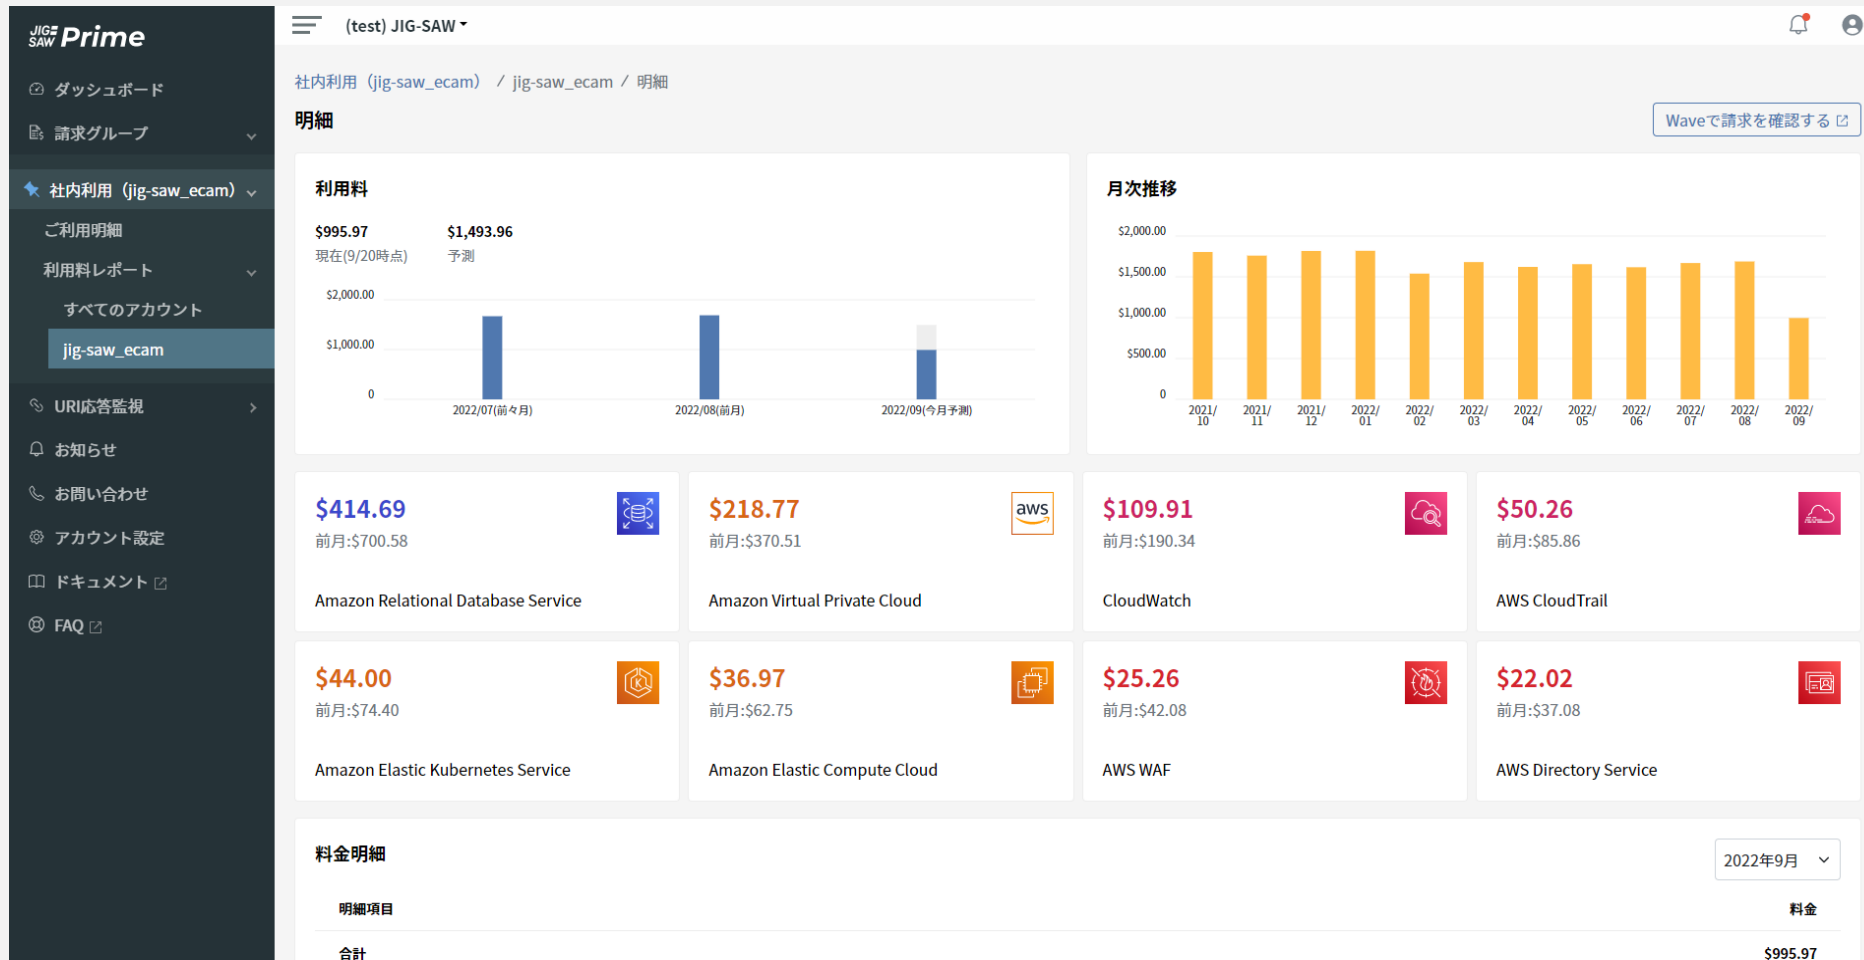 JIG-SAW Prime
ダッシュボード
請求グループ
社内利用（jig-saw_ecam）
ご利用明細
利用料レポート
すべてのアカウント
jig-saw_ecam
URI応答監視
お知らせ
お問い合わせ
アカウント設定
ドキュメント
FAQ
(test) JIG-SAW
社内利用（jig-saw_ecam） / jig-saw_ecam / 明細
明細
Waveで請求を確認する
利用料
$995.97 $1,493.96
現在(9/20時点) 予測
$2,000.00
$1,000.00
0
2022/07(前々月) 2022/08(前月) 2022/09(今月予測)
月次推移
$2,000.00
$1,500.00
$1,000.00
$500.00
0
2021/ 2021/ 2021/ 2022/ 2022/ 2022/ 2022/ 2022/ 2022/ 2022/ 2022/ 2022/
10 11 12 01 02 03 04 05 06 07 08 09
$414.69
前月:$700.58
Amazon Relational Database Service
$218.77
aws
前月:$370.51
Amazon Virtual Private Cloud
$109.91
前月:$190.34
CloudWatch
$50.26
前月:$85.86
AWS CloudTrail
$44.00
前月:$74.40
Amazon Elastic Kubernetes Service
$36.97
前月:$62.75
Amazon Elastic Compute Cloud
$25.26
前月:$42.08
AWS WAF
$22.02
前月:$37.08
AWS Directory Service
料金明細
2022年9月
明細項目 料金
合計 $995.97